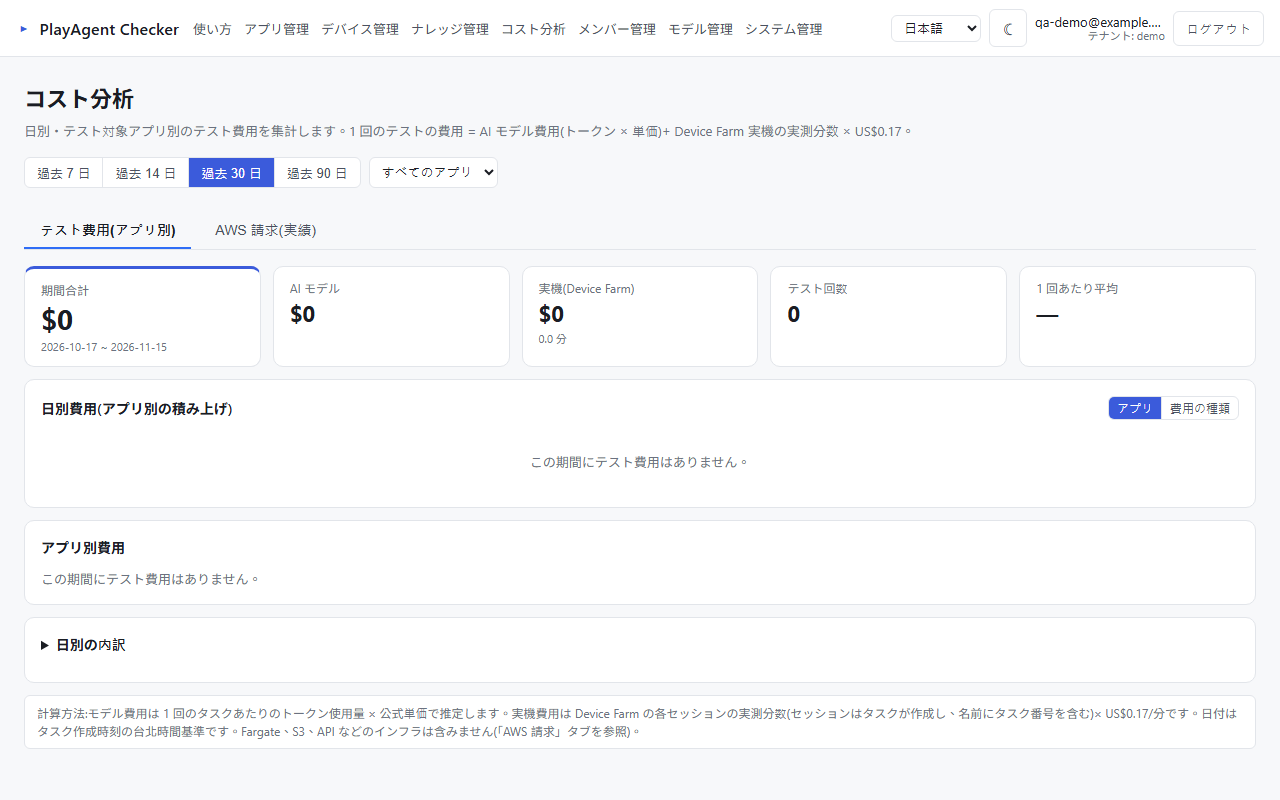 PlayAgent Checker 使い方 アプリ管理 デバイス管理 ナレッジ管理 コスト分析 メンバー管理 モデル管理 システム管理 日本語 qa-demo@example.... ログアウト
テナント: demo
コスト分析
日別・テスト対象アプリ別のテスト費用を集計します。1 回のテストの費用 = AI モデル費用(トークン × 単価)+ Device Farm 実機の実測分数 × US$0.17。
過去 7 日 過去 14 日 過去 30 日 過去 90 日 すべてのアプリ
テスト費用(アプリ別) AWS 請求(実績)
期間合計
$0
2026-10-17 ~ 2026-11-15
AI モデル
$0
実機(Device Farm)
$0
0.0 分
テスト回数
0
1 回あたり平均
—
日別費用(アプリ別の積み上げ) アプリ 費用の種類
この期間にテスト費用はありません。
アプリ別費用
この期間にテスト費用はありません。
日別の内訳
計算方法:モデル費用は 1 回のタスクあたりのトークン使用量 × 公式単価で推定します。実機費用は Device Farm の各セッションの実測分数(セッションはタスクが作成し、名前にタスク番号を含む)× US$0.17/分です。日付は
タスク作成時刻の台北時間基準です。Fargate、S3、API などのインフラは含みません(「AWS 請求」タブを参照)。